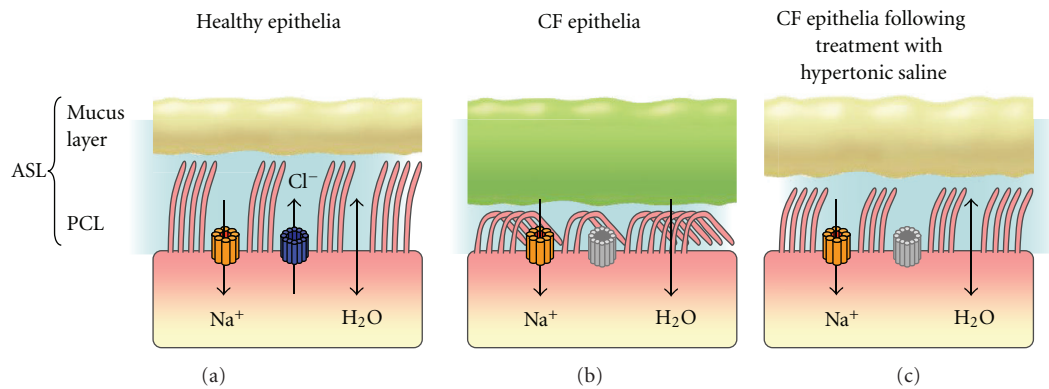 Healthy epithelia
CF epithelia
CF epithelia following
treatment with
hypertonic saline
ASL
Mucus
layer
PCL
Cl⁻
Na⁺
H₂O
Na⁺
H₂O
Na⁺
H₂O
(a)
(b)
(c)